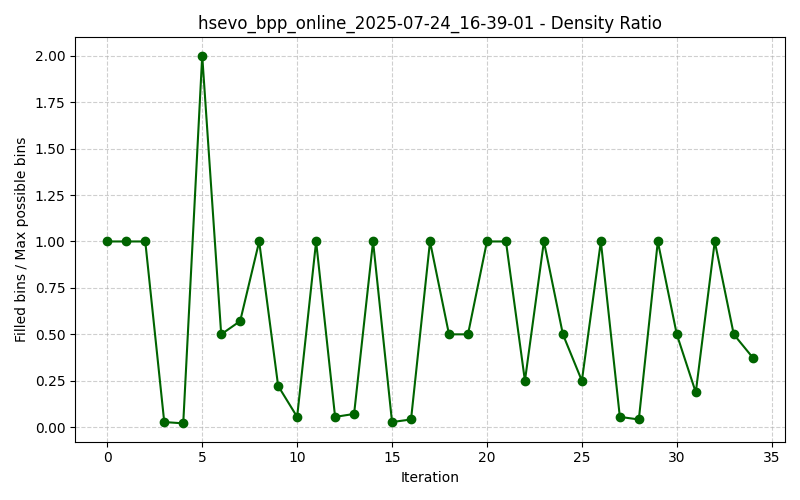 hsevo_bpp_online_2025-07-24_16-39-01 - Density Ratio
Filled bins / Max possible bins
2.00
1.75
1.50
1.25
1.00
0.75
0.50
0.25
0.00
0 5 10 15 20 25 30 35
Iteration